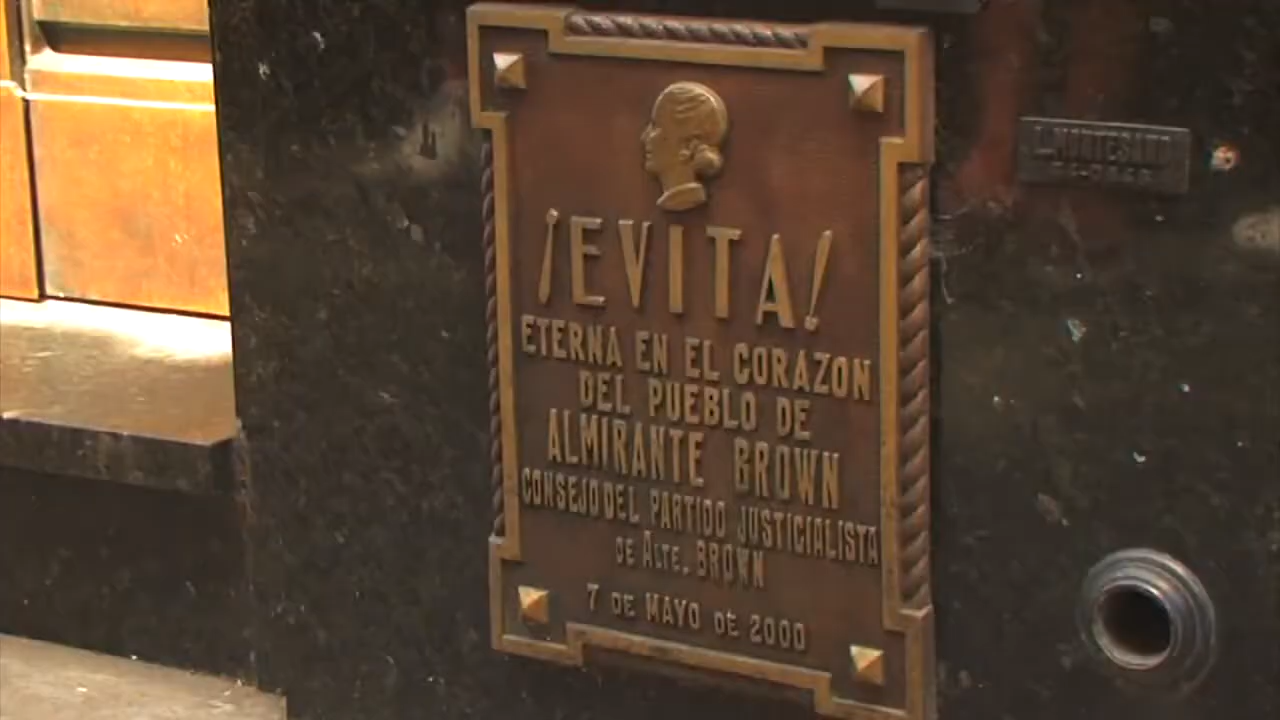 ¡EVITA!
ETERNA EN EL CORAZON
DEL PUEBLO DE
ALMIRANTE BROWN
CONSEJO DEL PARTIDO JUSTICIALISTA
DE ALTE. BROWN
7 DE MAYO DE 2000